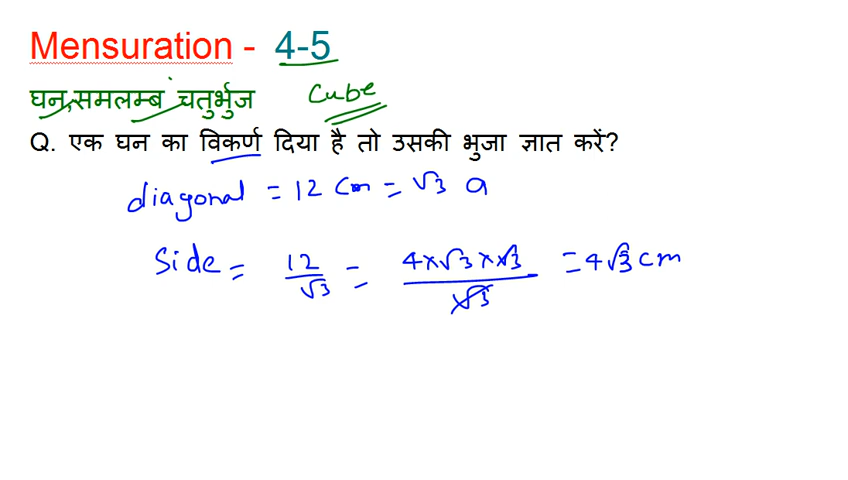 Mensuration - 4-5
घन,समलम्ब चतुर्भुज Cube
Q. एक घन का विकर्ण दिया है तो उसकी भुजा ज्ञात करें?
diagonal = 12 cm = √3 a
Side = 12/√3 = 4×√3×√3/√3 = 4√3 cm